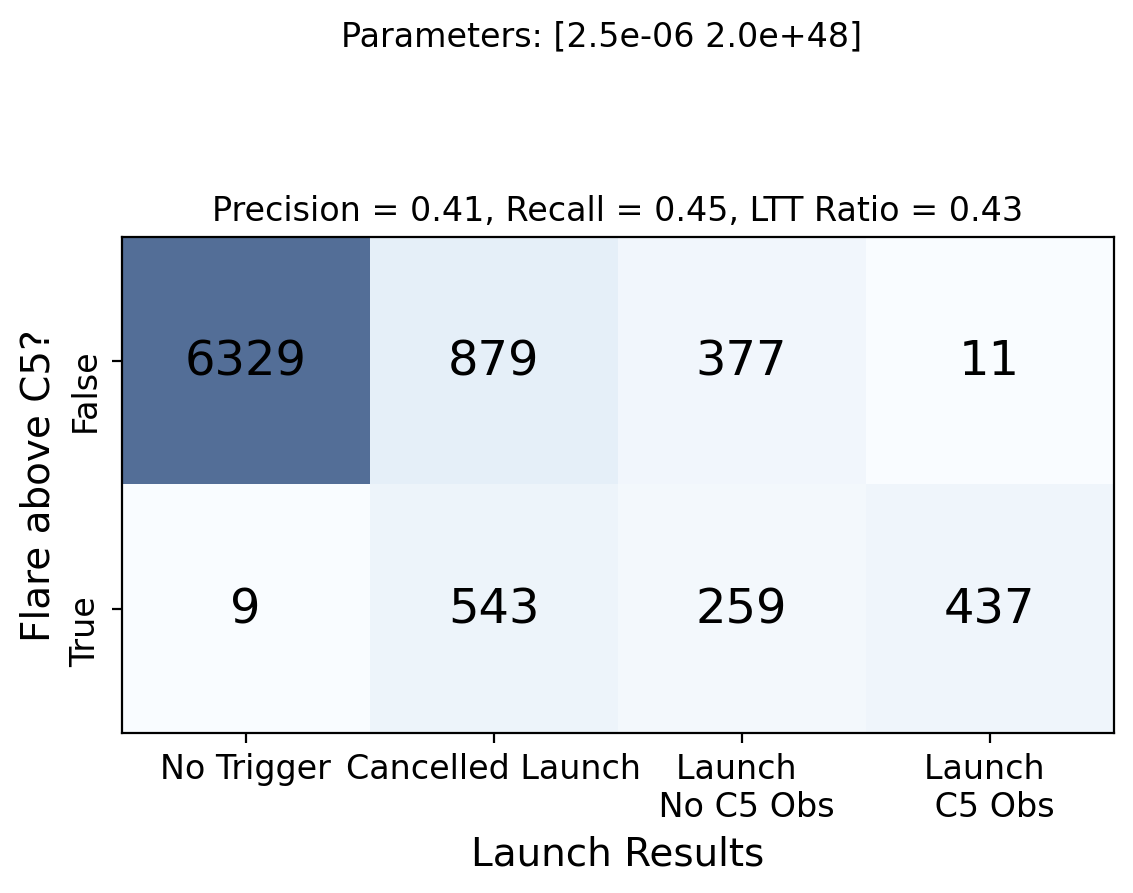 Parameters: [2.5e-06 2.0e+48]
Precision = 0.41, Recall = 0.45, LTT Ratio = 0.43
Flare above C5?
False
6329
879
377
11
True
9
543
259
437
No Trigger
Cancelled Launch
Launch
No C5 Obs
Launch
C5 Obs
Launch Results